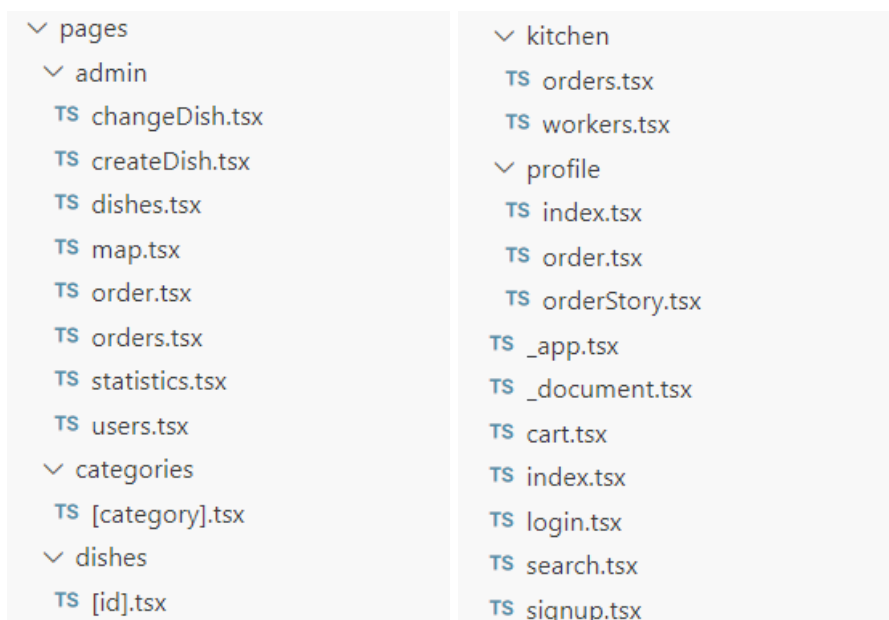 pages
admin
TS changeDish.tsx
TS createDish.tsx
TS dishes.tsx
TS map.tsx
TS order.tsx
TS orders.tsx
TS statistics.tsx
TS users.tsx
categories
TS [category].tsx
dishes
TS [id].tsx
kitchen
TS orders.tsx
TS workers.tsx
profile
TS index.tsx
TS order.tsx
TS orderStory.tsx
TS _app.tsx
TS _document.tsx
TS cart.tsx
TS index.tsx
TS login.tsx
TS search.tsx
TS signup.tsx